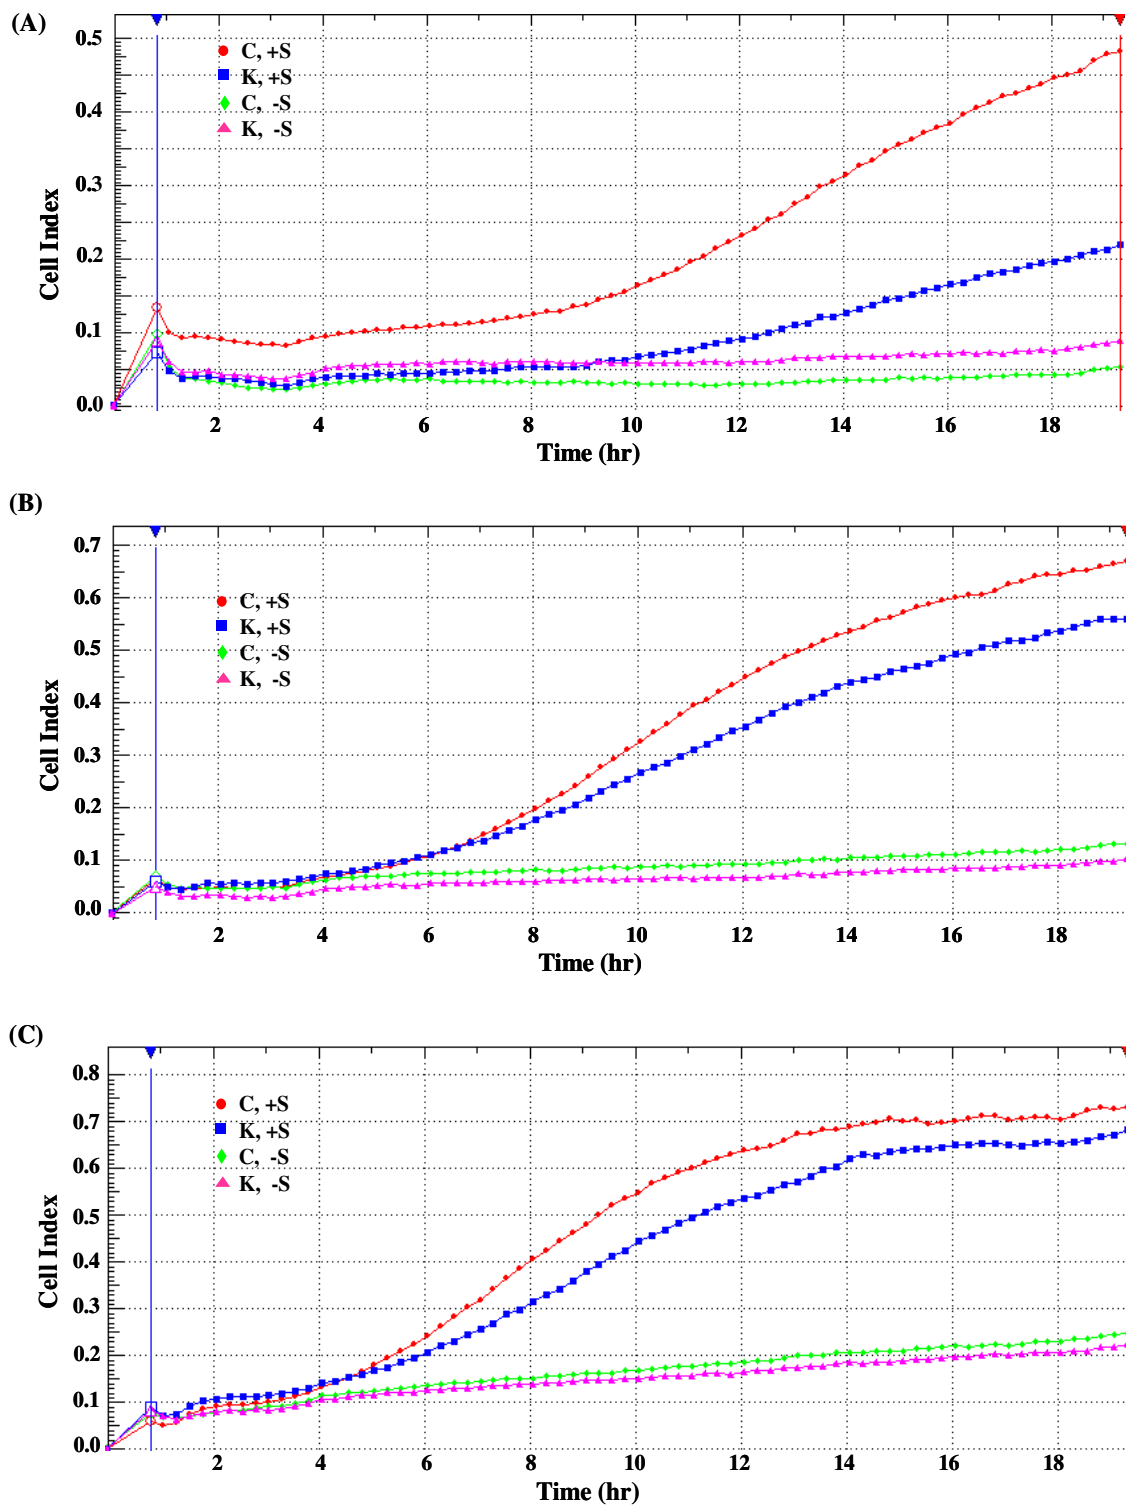 (A)
0.5
0.4
0.3
0.2
0.1
0.0
Cell Index
C, +S
K, +S
C, -S
K, -S
2 4 6 8 10 12 14 16 18
Time (hr)
(B)
0.7
0.6
0.5
0.4
0.3
0.2
0.1
0.0
Cell Index
C, +S
K, +S
C, -S
K, -S
2 4 6 8 10 12 14 16 18
Time (hr)
(C)
0.8
0.7
0.6
0.5
0.4
0.3
0.2
0.1
0.0
Cell Index
C, +S
K, +S
C, -S
K, -S
2 4 6 8 10 12 14 16 18
Time (hr)